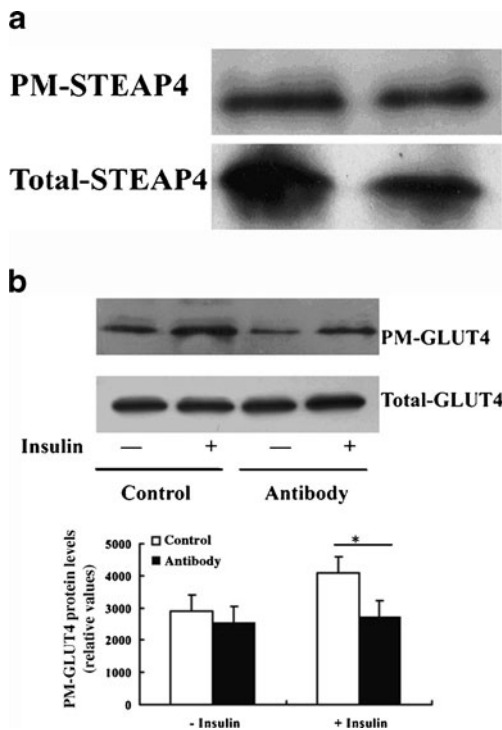 a
PM-STEAP4
Total-STEAP4
b
PM-GLUT4
Total-GLUT4
Insulin — + — +
Control Antibody
PM-GLUT4 protein levels
(relative values)
5000
4000
3000
2000
1000
0
Control
Antibody
*
- Insulin + Insulin